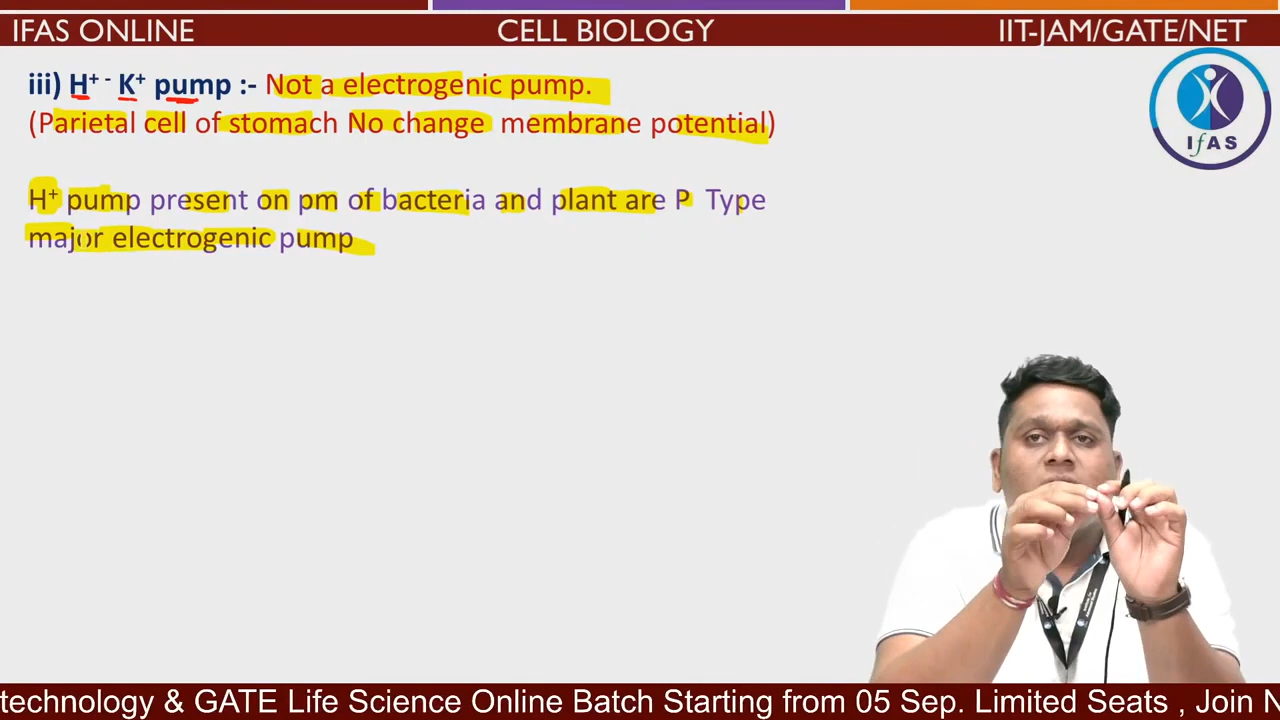 IFAS ONLINE CELL BIOLOGY IIT-JAM/GATE/NET
iii) H⁺ - K⁺ pump :- Not a electrogenic pump.
(Parietal cell of stomach No change membrane potential)
IfAS
H⁺ pump present on pm of bacteria and plant are P Type
major electrogenic pump
technology & GATE Life Science Online Batch Starting from 05 Sep. Limited Seats , Join N